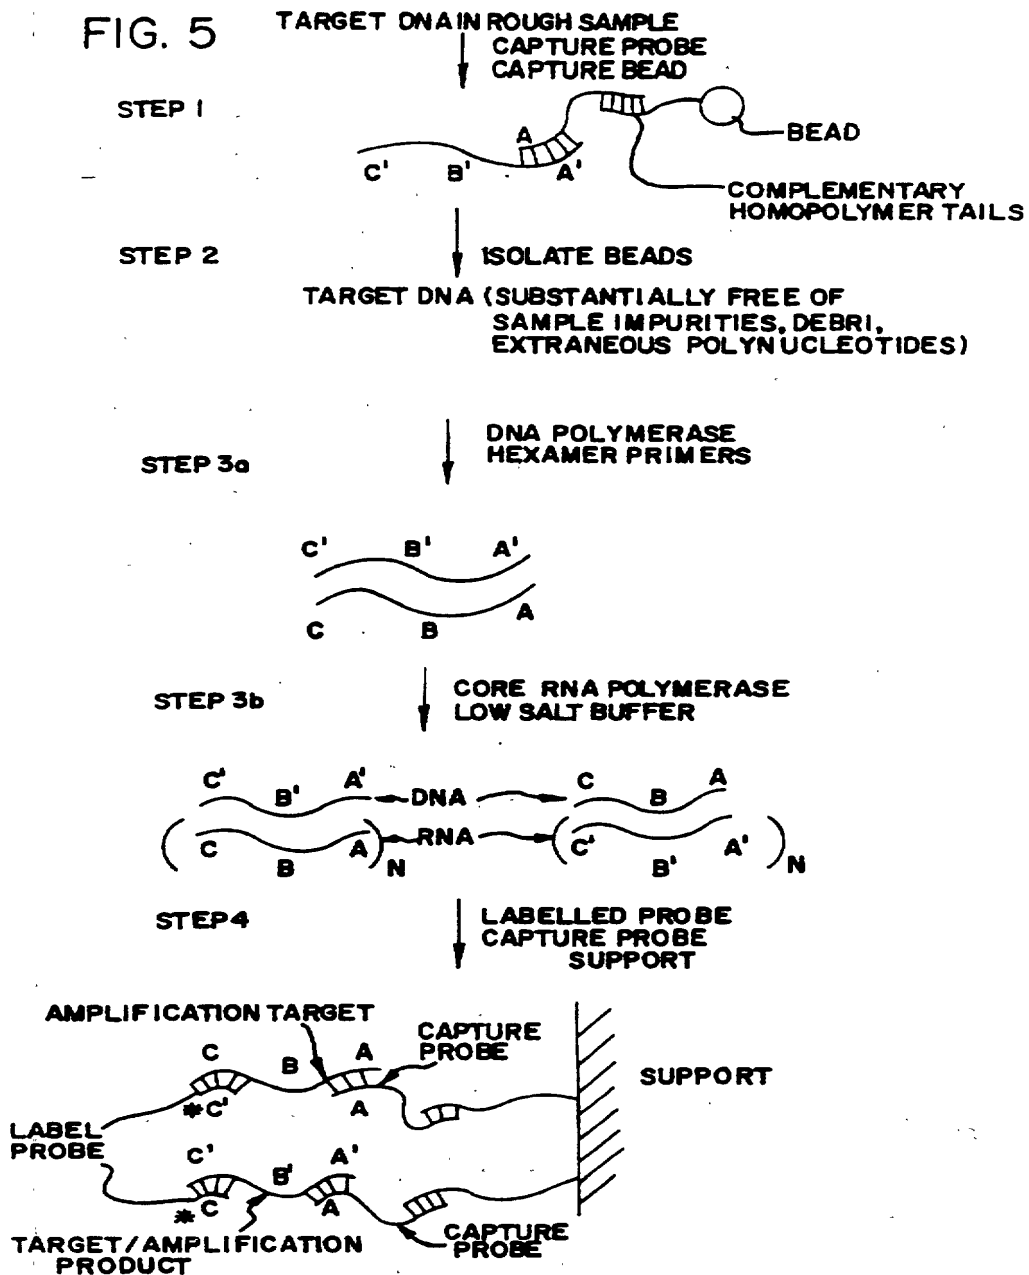 FIG. 5
TARGET DNA IN ROUGH SAMPLE
CAPTURE PROBE
CAPTURE BEAD
STEP 1
A
BEAD
C' B' A'
COMPLEMENTARY
HOMOPOLYMER TAILS
STEP 2
ISOLATE BEADS
TARGET DNA (SUBSTANTIALLY FREE OF
SAMPLE IMPURITIES, DEBRI,
EXTRANEOUS POLYNUCLEOTIDES)
DNA POLYMERASE
HEXAMER PRIMERS
STEP 3a
C' B' A'
C B A
STEP 3b
CORE RNA POLYMERASE
LOW SALT BUFFER
C' B' A' DNA C B A
(C B A)N RNA (C' B' A')N
STEP 4
LABELLED PROBE
CAPTURE PROBE
SUPPORT
AMPLIFICATION TARGET
CAPTURE
PROBE
C B A
SUPPORT
*C' A
LABEL
PROBE
C' B' A'
* C A
TARGET/AMPLIFICATION
PRODUCT
CAPTURE
PROBE